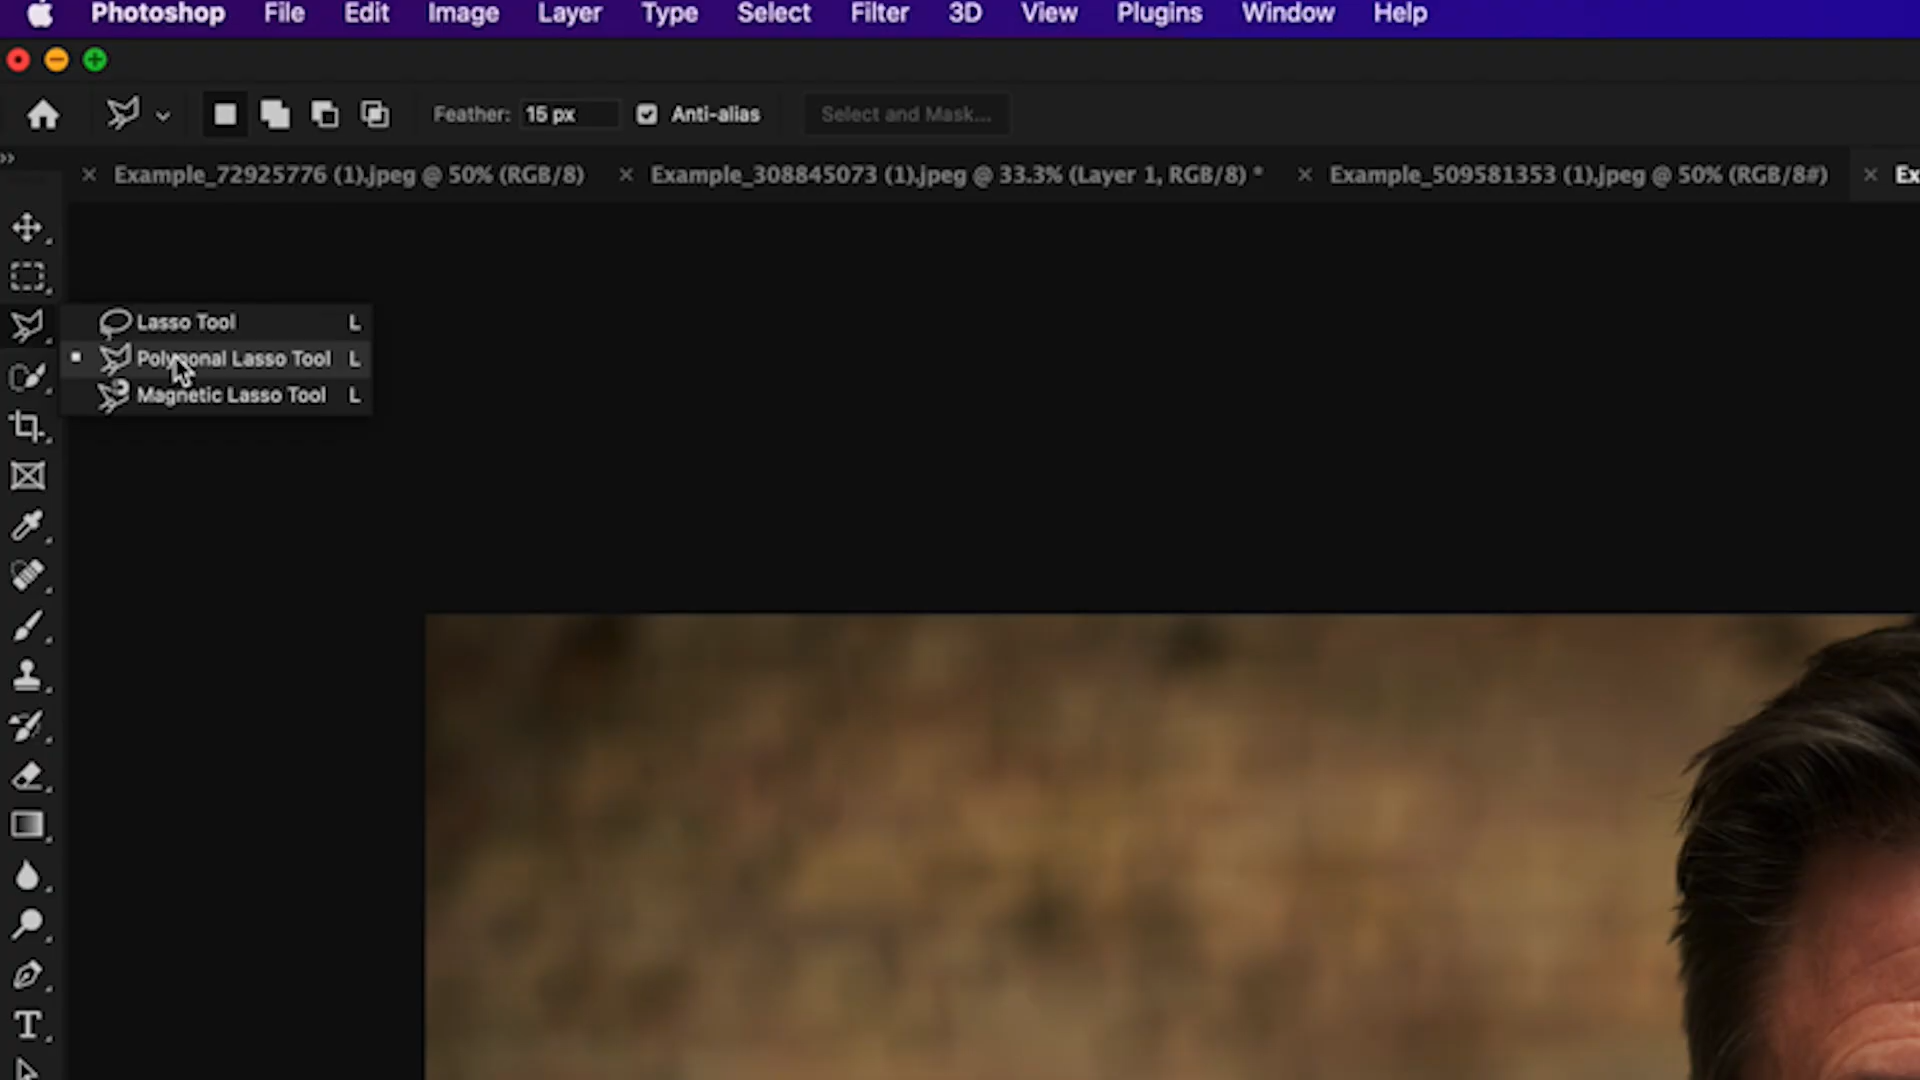 Photoshop File Edit Image Layer Type Select Filter 3D View Plugins Window Help
Feather: 15 px Anti-alias Select and Mask...
Example_72925776 (1).jpeg @ 50% (RGB/8) Example_308845073 (1).jpeg @ 33.3% (Layer 1, RGB/8) * Example_509581353 (1).jpeg @ 50% (RGB/8#) Ex
Lasso Tool L
Polygonal Lasso Tool L
Magnetic Lasso Tool L